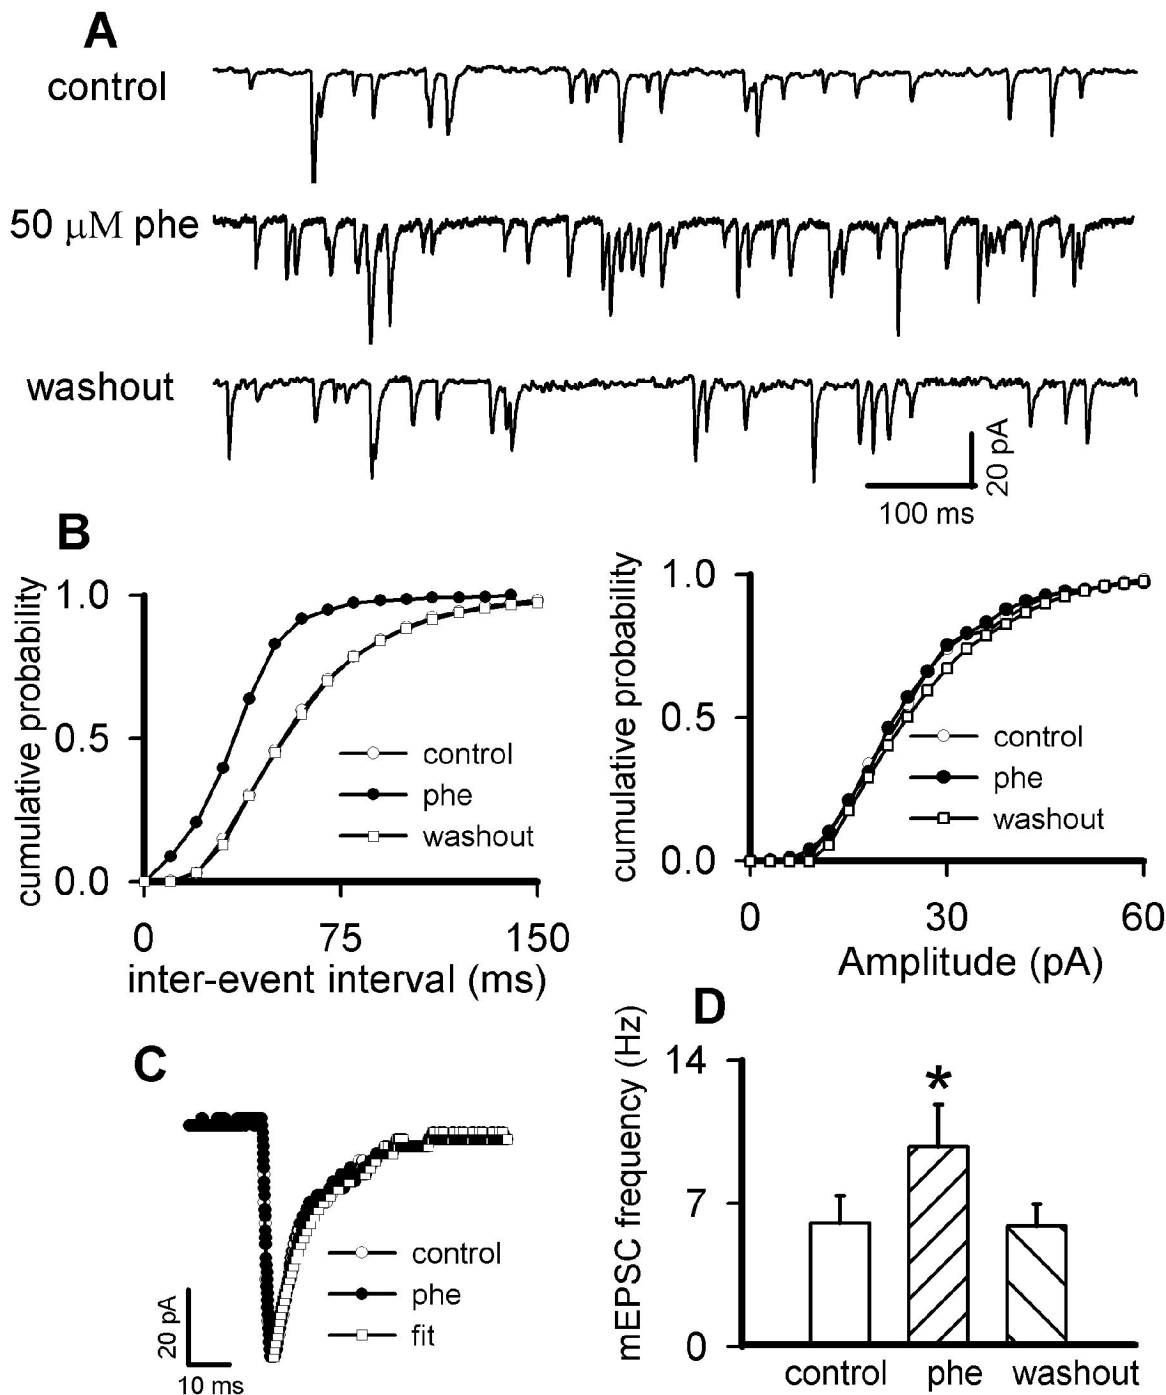 A
control
50 μM phe
washout
20 pA
100 ms
B
cumulative probability
1.0
0.5
0.0
control
phe
washout
0
75
150
inter-event interval (ms)
cumulative probability
1.0
0.5
0.0
control
phe
washout
0
30
60
Amplitude (pA)
C
control
phe
fit
20 pA
10 ms
D
mEPSC frequency (Hz)
14
7
0
*
control
phe
washout